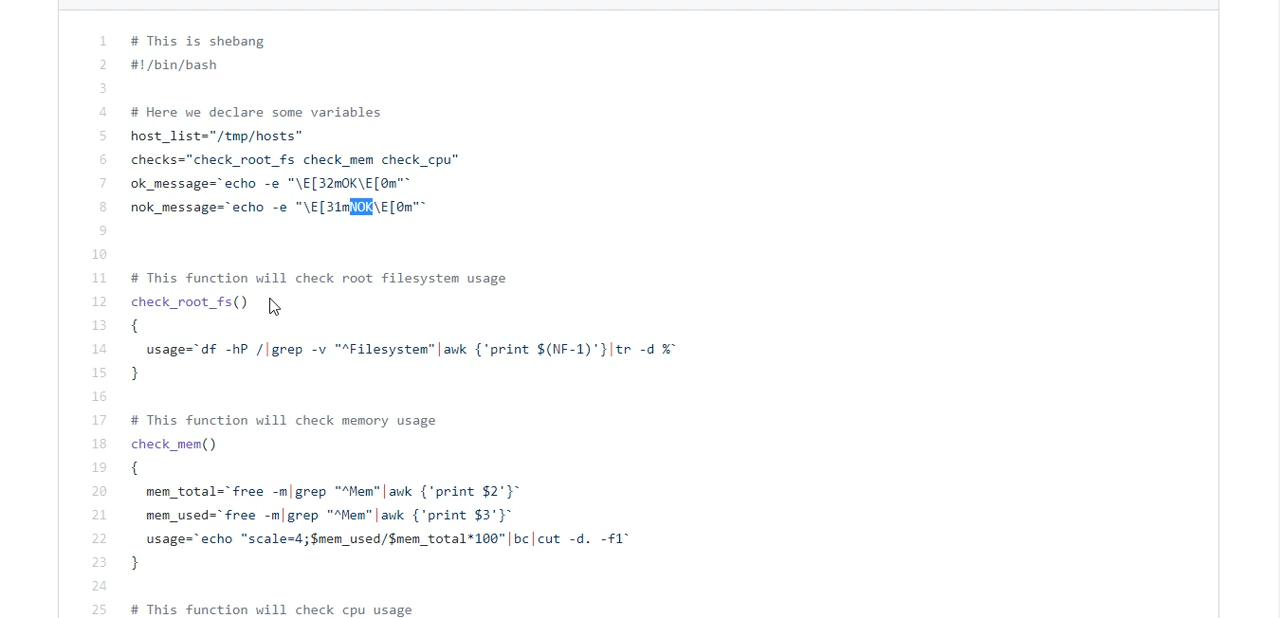 1 # This is shebang
2 #!/bin/bash
3
4 # Here we declare some variables
5 host_list="/tmp/hosts"
6 checks="check_root_fs check_mem check_cpu"
7 ok_message=`echo -e "\E[32mOK\E[0m"`
8 nok_message=`echo -e "\E[31mNOK\E[0m"`
9
10
11 # This function will check root filesystem usage
12 check_root_fs()
13 {
14 usage=`df -hP /|grep -v "^Filesystem"|awk {'print $(NF-1)'}|tr -d %`
15 }
16
17 # This function will check memory usage
18 check_mem()
19 {
20 mem_total=`free -m|grep "^Mem"|awk {'print $2'}`
21 mem_used=`free -m|grep "^Mem"|awk {'print $3'}`
22 usage=`echo "scale=4;$mem_used/$mem_total*100"|bc|cut -d. -f1`
23 }
24
25 # This function will check cpu usage